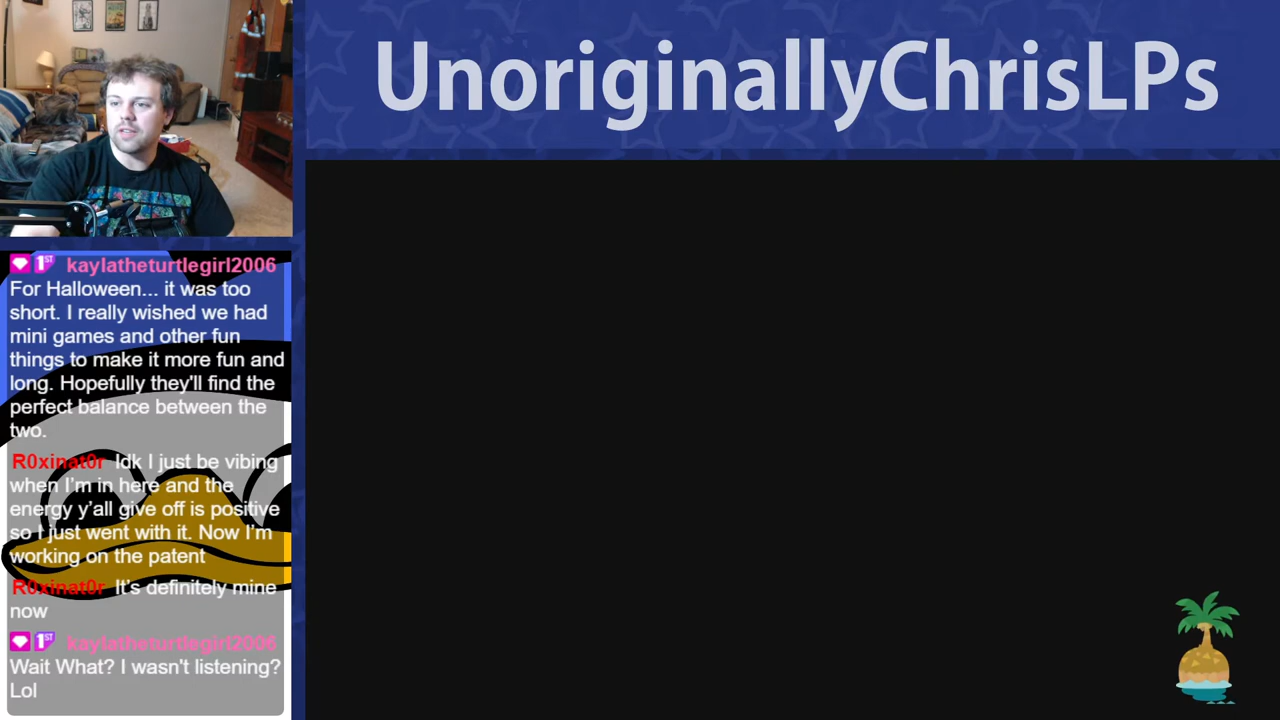 UnoriginallyChrisLPs
1ST kaylatheturtlegirl2006
For Halloween... it was too
short. I really wished we had
mini games and other fun
things to make it more fun and
long. Hopefully they'll find the
perfect balance between the
two.
R0xinat0r Idk I just be vibing
when I'm in here and the
energy y'all give off is positive
so I just went with it. Now I'm
working on the patent
R0xinat0r It's definitely mine
now
1ST kaylatheturtlegirl2006
Wait What? I wasn't listening?
Lol